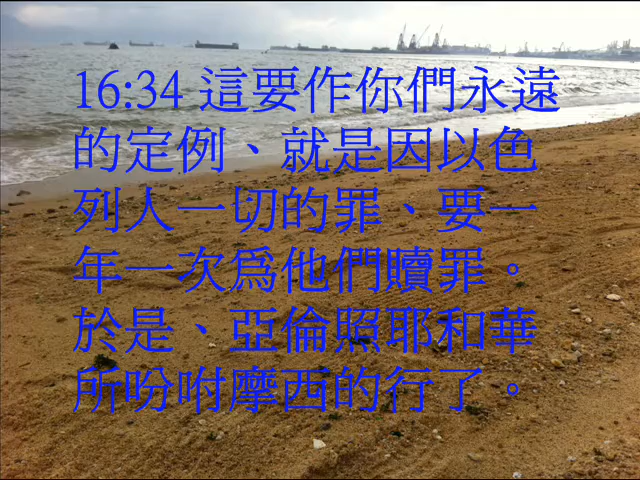 16:34 這要作你們永遠
的定例、就是因以色
列人一切的罪、要一
年一次爲他們贖罪。
於是、亞倫照耶和華
所吩咐摩西的行了。